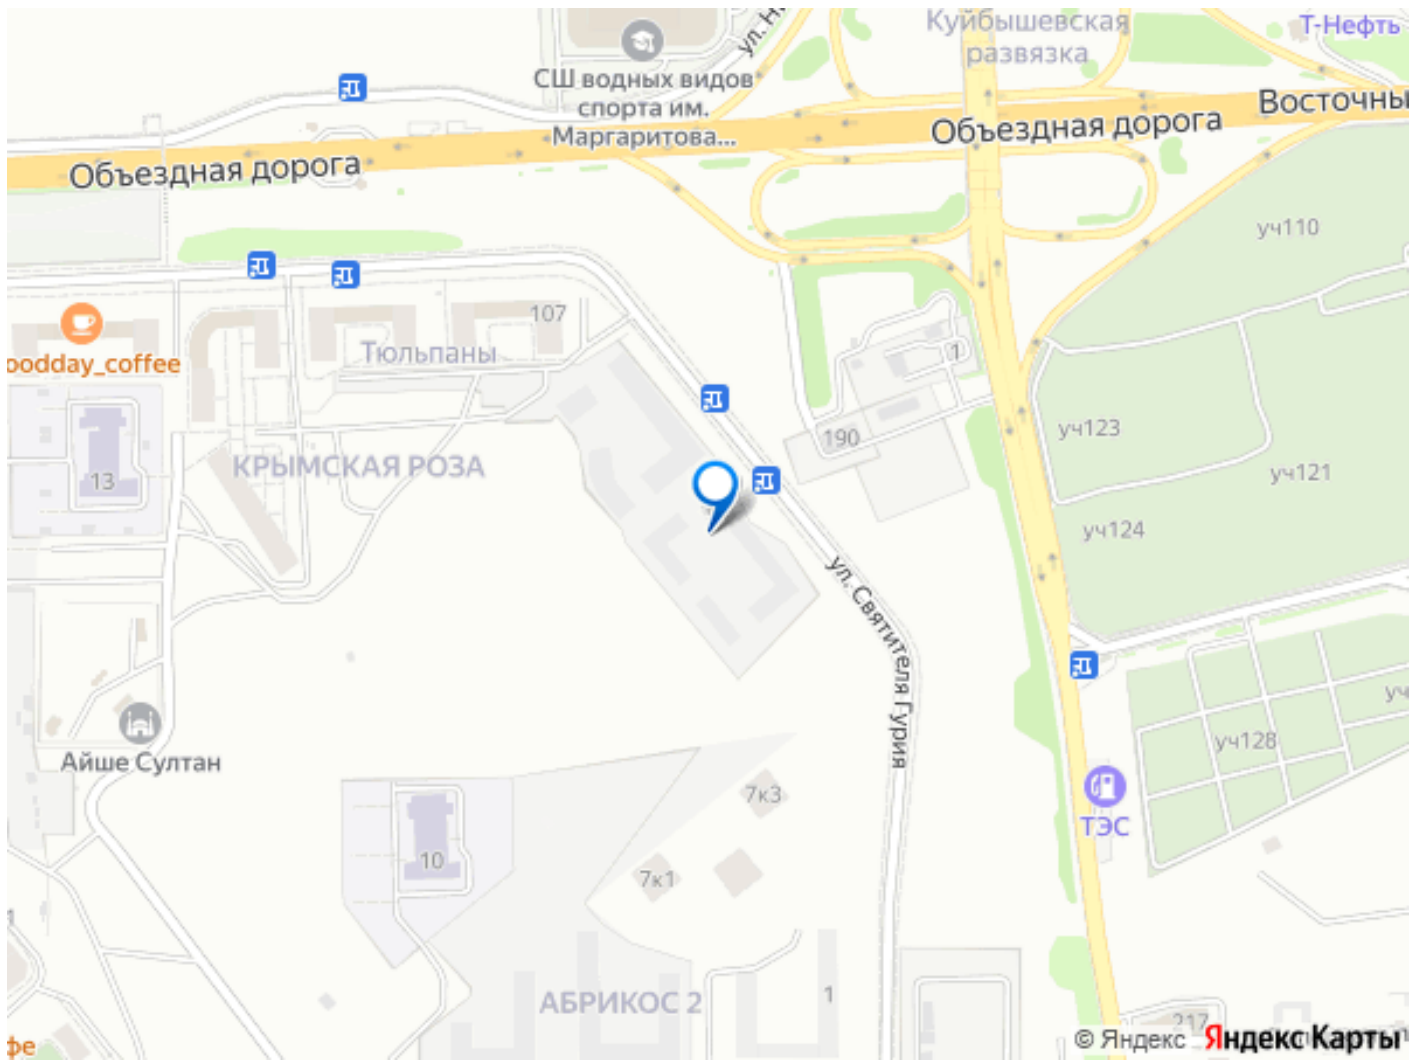 Куйбышевская
развязка
Т-Нефть
СШ водных видов
спорта им.
Маргаритова...
Восточны
Объездная дорога
Объездная дорога
уч110
107
Тюльпаны
oodday_coffee
1
190
уч123
уч121
КРЫМСКАЯ РОЗА
13
уч124
ул. Святителя Гурия
Айше Султан
уч128
7к3
ТЭС
10
7к1
АБРИКОС 2
1
217
фе
© Яндекс Яндекс Карты